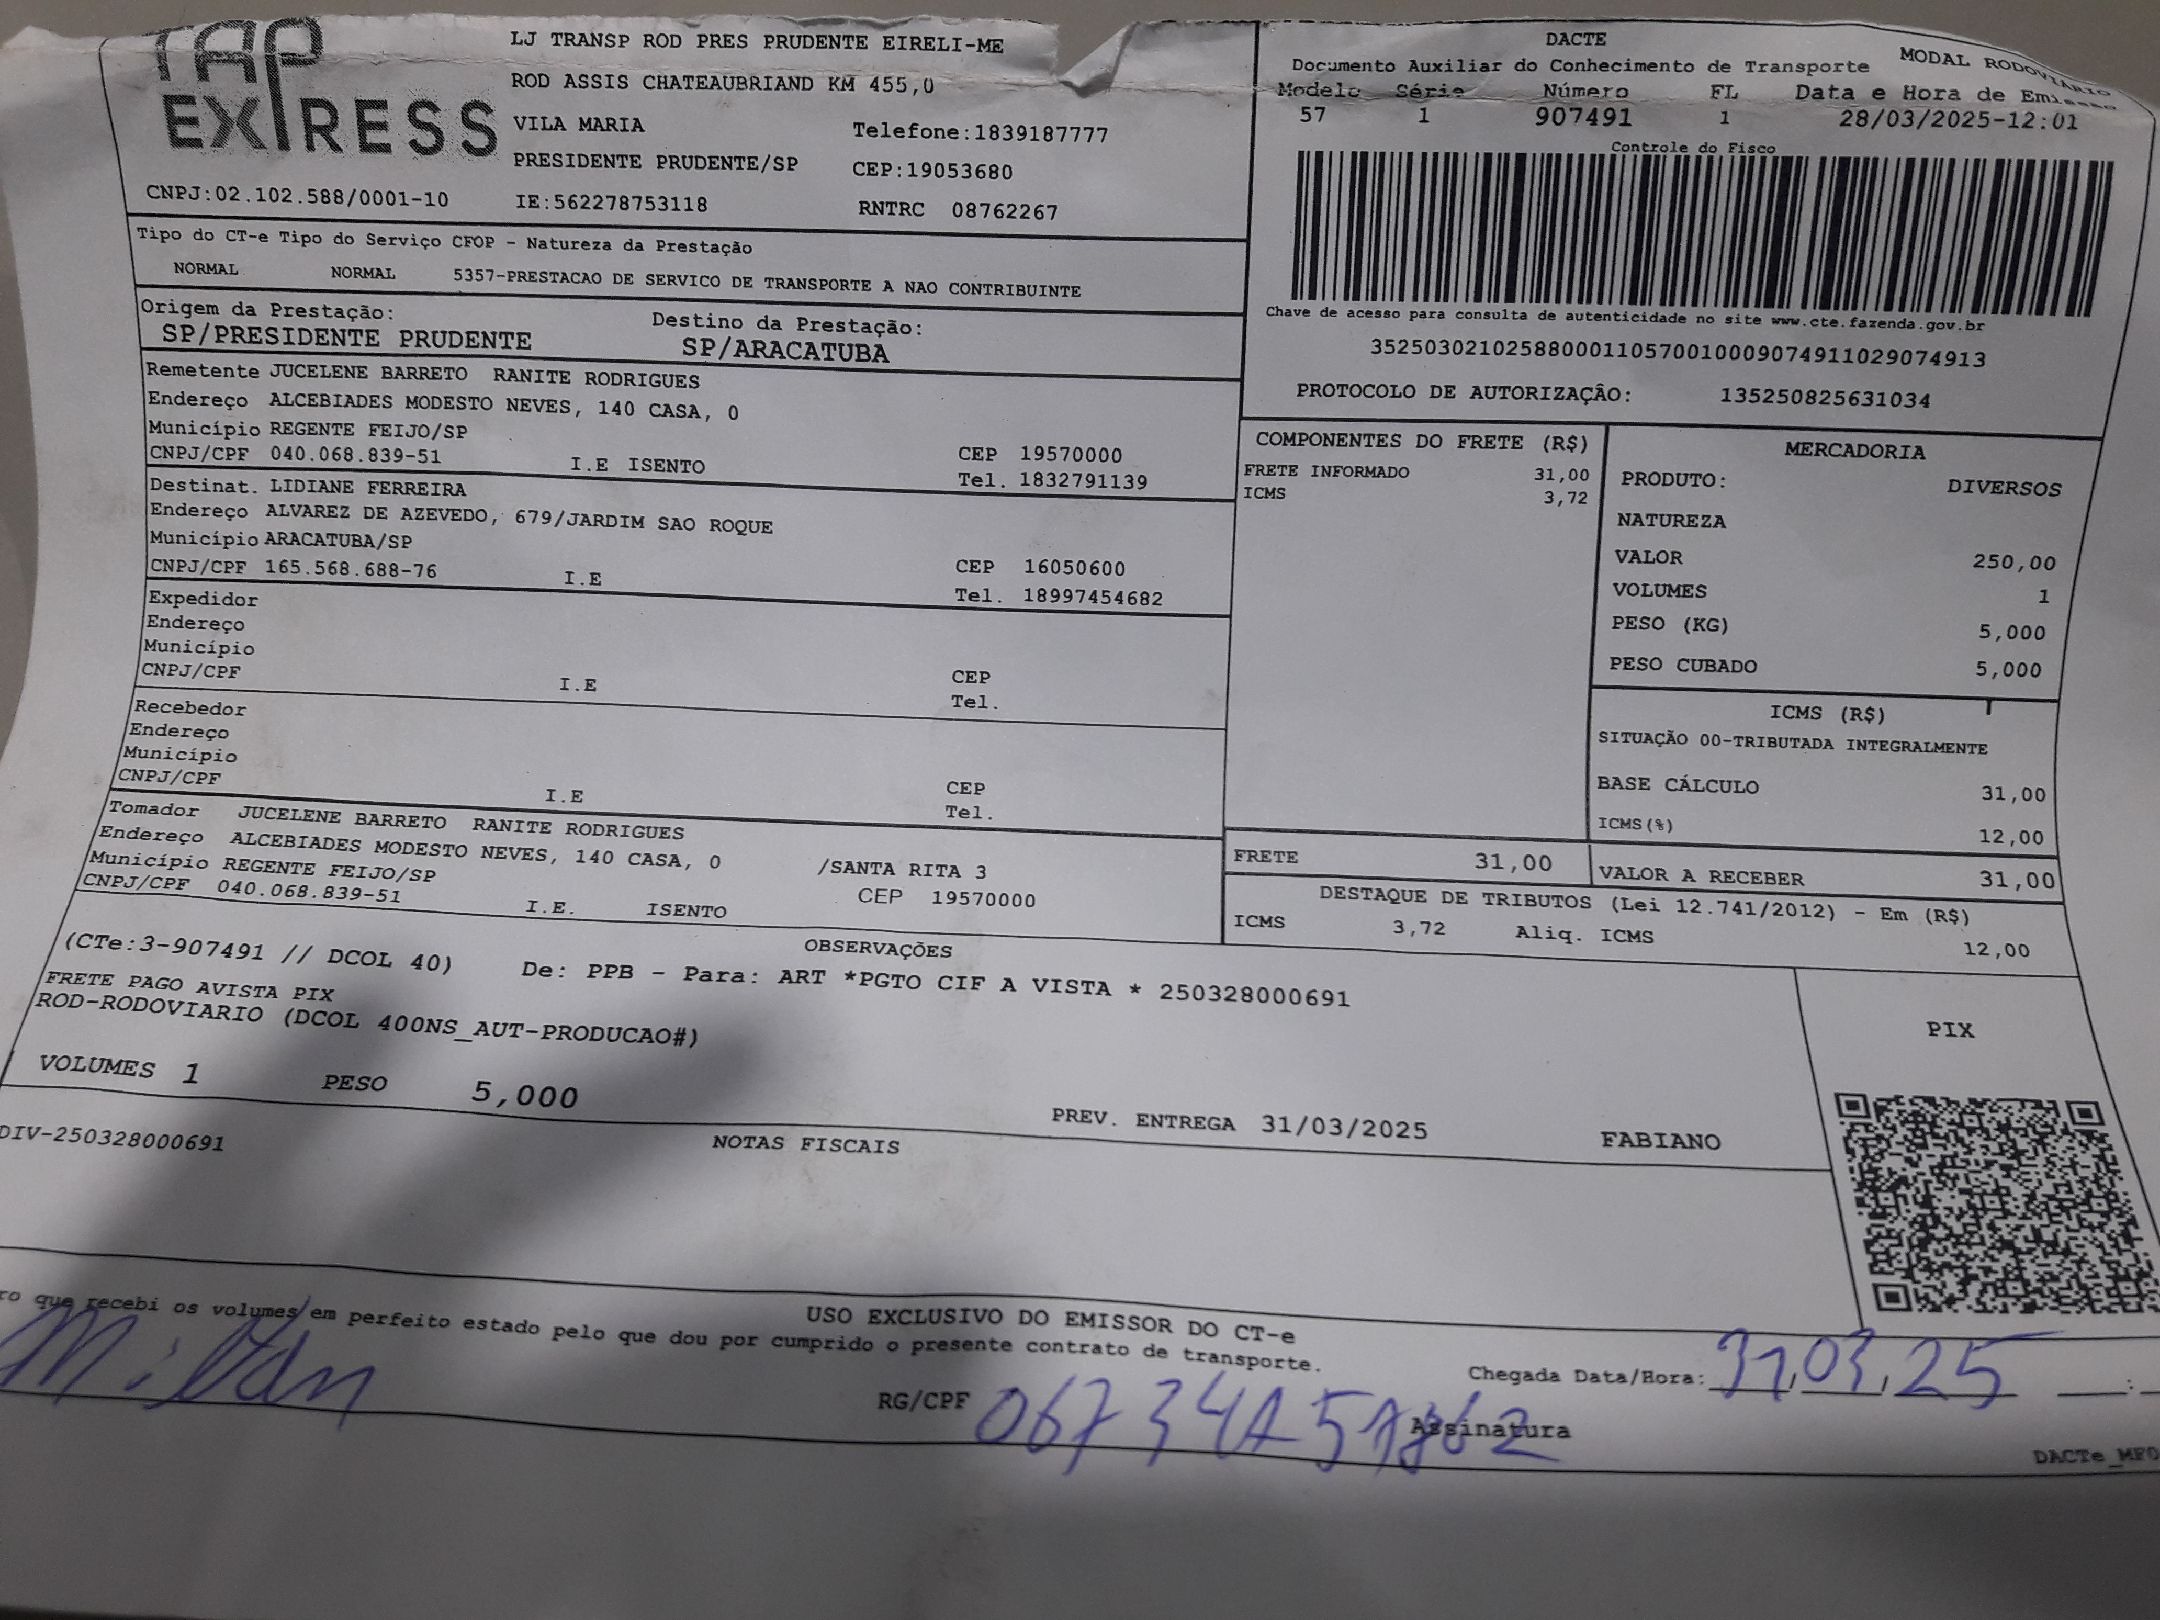 TAP
EXPRESS
LJ TRANSP ROD PRES PRUDENTE EIRELI-ME
ROD ASSIS CHATEAUBRIAND KM 455,0
VILA MARIA Telefone:1839187777
PRESIDENTE PRUDENTE/SP CEP:19053680
CNPJ:02.102.588/0001-10 IE:562278753118 RNTRC 08762267
DACTE
Documento Auxiliar do Conhecimento de Transporte MODAL RODOVIÁRIO
Modelo Série Número FL Data e Hora de Emissao
57 1 907491 1 28/03/2025-12:01
Controle do Fisco
Chave de acesso para consulta de autenticidade no site www.cte.fazenda.gov.br
35250302102588000110570010009074911029074913
PROTOCOLO DE AUTORIZAÇÃO: 135250825631034
Tipo do CT-e Tipo do Serviço CFOP - Natureza da Prestação
NORMAL NORMAL 5357-PRESTACAO DE SERVICO DE TRANSPORTE A NAO CONTRIBUINTE
Origem da Prestação: Destino da Prestação:
SP/PRESIDENTE PRUDENTE SP/ARACATUBA
Remetente JUCELENE BARRETO RANITE RODRIGUES
Endereço ALCEBIADES MODESTO NEVES, 140 CASA, 0
Município REGENTE FEIJO/SP CEP 19570000
CNPJ/CPF 040.068.839-51 I.E ISENTO Tel. 1832791139
Destinat. LIDIANE FERREIRA
Endereço ALVAREZ DE AZEVEDO, 679/JARDIM SAO ROQUE
Município ARACATUBA/SP CEP 16050600
CNPJ/CPF 165.568.688-76 I.E Tel. 18997454682
Expedidor
Endereço
Município CEP
CNPJ/CPF I.E Tel.
Recebedor
Endereço
Município CEP
CNPJ/CPF I.E Tel.
Tomador JUCELENE BARRETO RANITE RODRIGUES
Endereço ALCEBIADES MODESTO NEVES, 140 CASA, 0 /SANTA RITA 3
Município REGENTE FEIJO/SP CEP 19570000
CNPJ/CPF 040.068.839-51 I.E. ISENTO
COMPONENTES DO FRETE (R$)
FRETE INFORMADO 31,00
ICMS 3,72
MERCADORIA
PRODUTO: DIVERSOS
NATUREZA
VALOR 250,00
VOLUMES 1
PESO (KG) 5,000
PESO CUBADO 5,000
ICMS (R$)
SITUAÇÃO 00-TRIBUTADA INTEGRALMENTE
BASE CÁLCULO 31,00
ICMS(%) 12,00
FRETE 31,00 VALOR A RECEBER 31,00
DESTAQUE DE TRIBUTOS (Lei 12.741/2012) - Em (R$)
ICMS 3,72 Aliq. ICMS 12,00
OBSERVAÇÕES
(CTe:3-907491 // DCOL 40) De: PPB - Para: ART *PGTO CIF A VISTA * 250328000691
FRETE PAGO AVISTA PIX
ROD-RODOVIARIO (DCOL 400NS_AUT-PRODUCAO#)
VOLUMES 1 PESO 5,000 PREV. ENTREGA 31/03/2025 FABIANO
PIX
DIV-250328000691 NOTAS FISCAIS
USO EXCLUSIVO DO EMISSOR DO CT-e
ro que recebi os volumes em perfeito estado pelo que dou por cumprido o presente contrato de transporte.
Milton
RG/CPF
Assinatura
Chegada Data/Hora: 31,03,25 :
DACTe_MF0